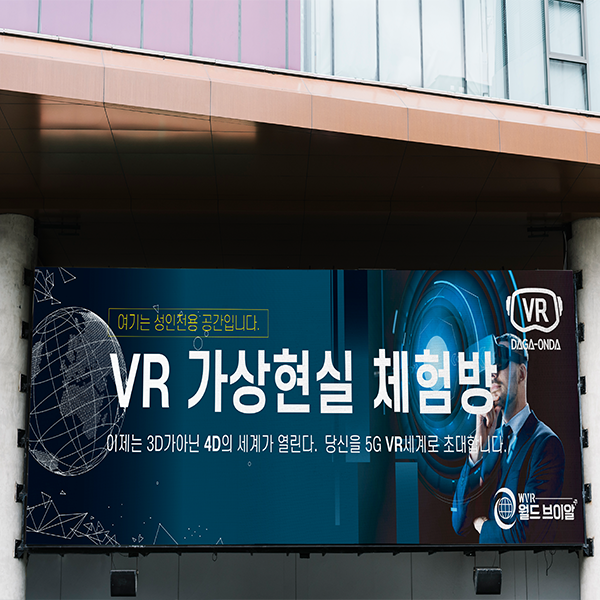 여기는 성인전용 공간입니다.
VR
DAGA-ONDA
VR 가상현실 체험방
이제는 3D가아닌 4D의 세계가 열린다. 당신을 5G VR세계로 초대합니다.
WVR
월드 브이알